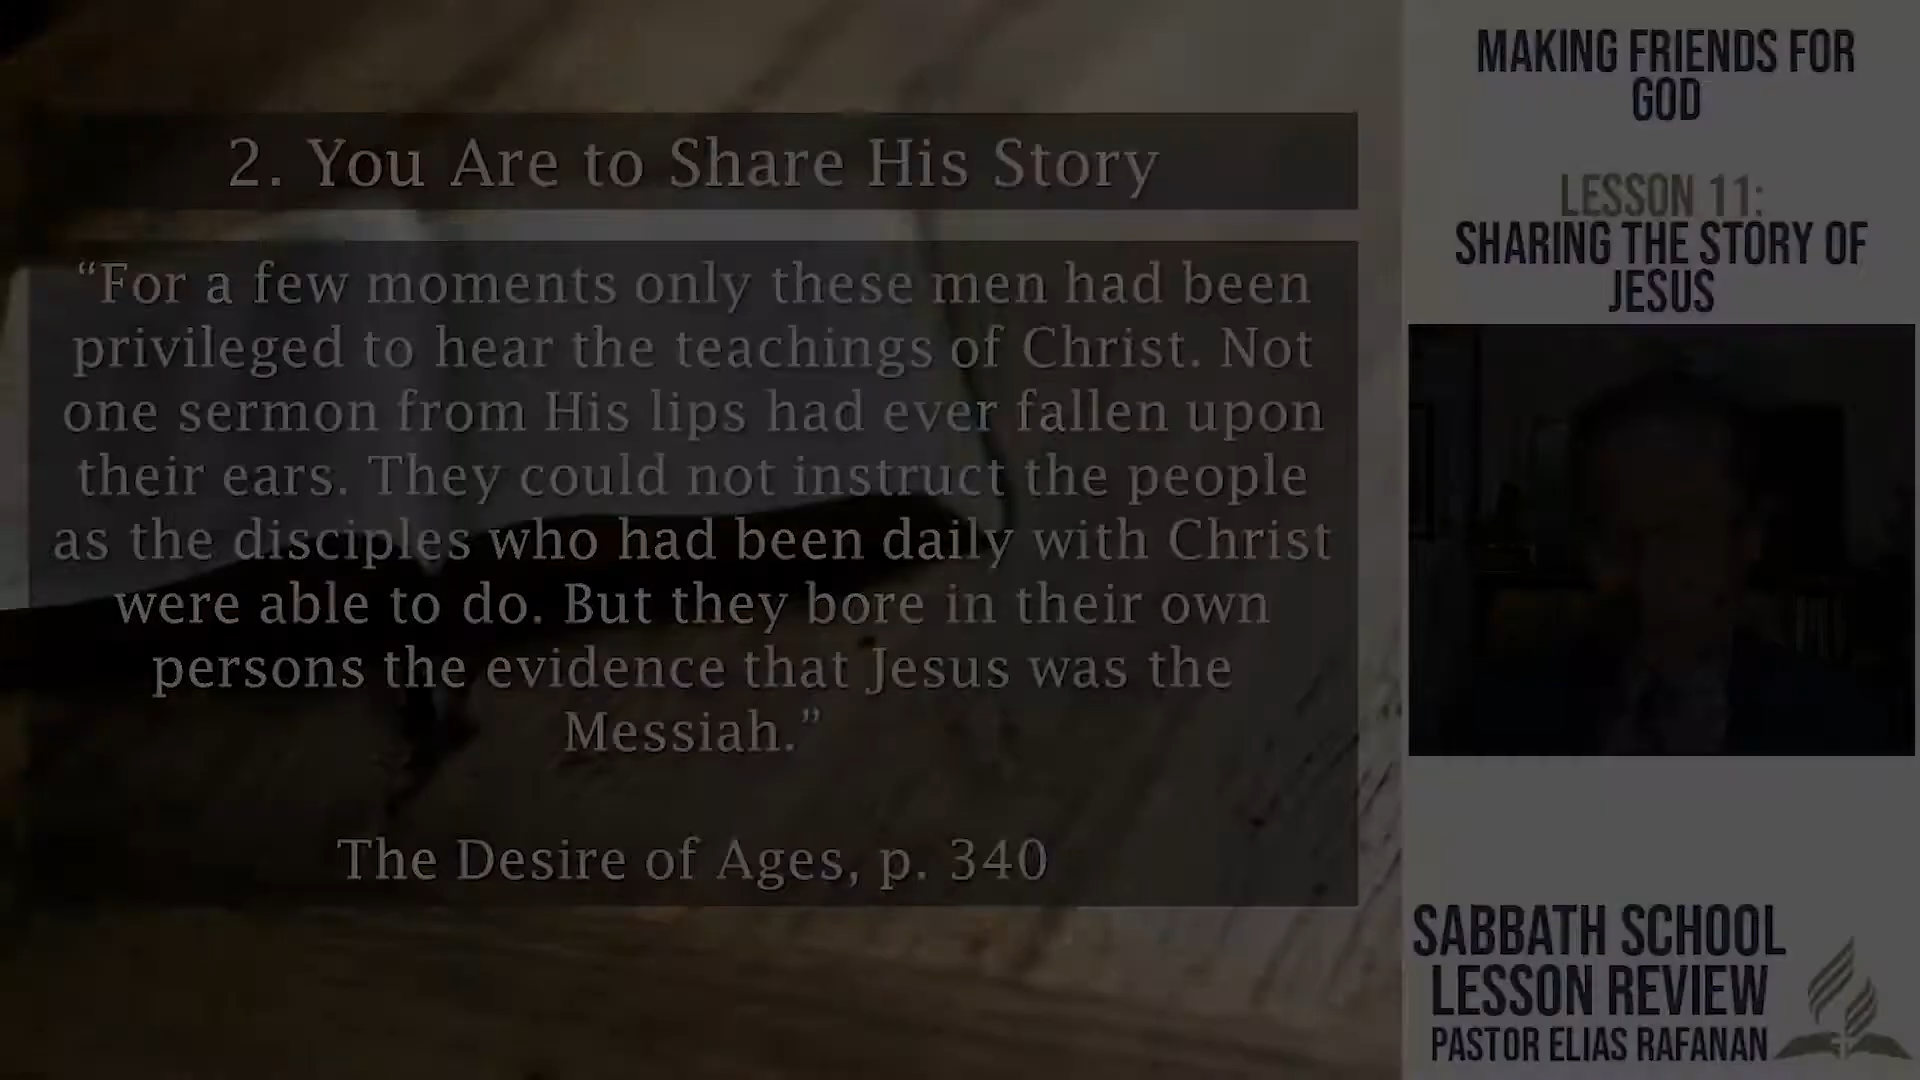 2. You Are to Share His Story
“For a few moments only these men had been
privileged to hear the teachings of Christ. Not
one sermon from His lips had ever fallen upon
their ears. They could not instruct the people
as the disciples who had been daily with Christ
were able to do. But they bore in their own
persons the evidence that Jesus was the
Messiah.”
The Desire of Ages, p. 340
MAKING FRIENDS FOR
GOD
LESSON 11:
SHARING THE STORY OF
JESUS
SABBATH SCHOOL
LESSON REVIEW
PASTOR ELIAS RAFANAN